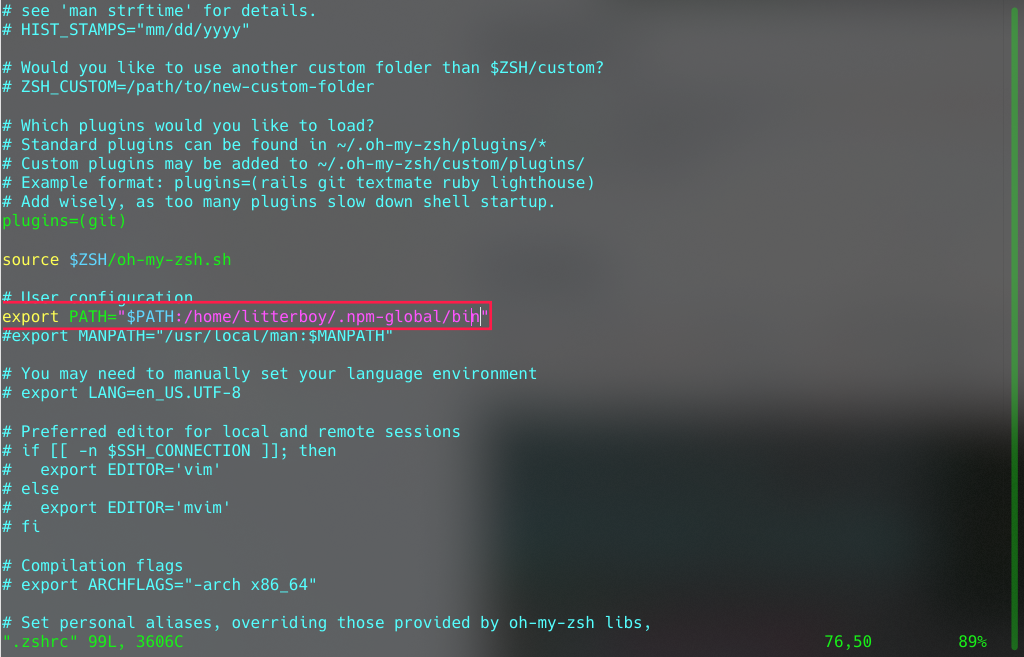 # see 'man strftime' for details.
# HIST_STAMPS="mm/dd/yyyy"
# Would you like to use another custom folder than $ZSH/custom?
# ZSH_CUSTOM=/path/to/new-custom-folder
# Which plugins would you like to load?
# Standard plugins can be found in ~/.oh-my-zsh/plugins/*
# Custom plugins may be added to ~/.oh-my-zsh/custom/plugins/
# Example format: plugins=(rails git textmate ruby lighthouse)
# Add wisely, as too many plugins slow down shell startup.
plugins=(git)
source $ZSH/oh-my-zsh.sh
# User configuration
export PATH="$PATH:/home/litterboy/.npm-global/bin"
#export MANPATH="/usr/local/man:$MANPATH"
# You may need to manually set your language environment
# export LANG=en_US.UTF-8
# Preferred editor for local and remote sessions
# if [[ -n $SSH_CONNECTION ]]; then
#   export EDITOR='vim'
# else
#   export EDITOR='mvim'
# fi
# Compilation flags
# export ARCHFLAGS="-arch x86_64"
# Set personal aliases, overriding those provided by oh-my-zsh libs,
".zshrc" 99L, 3606C 76,50 89%